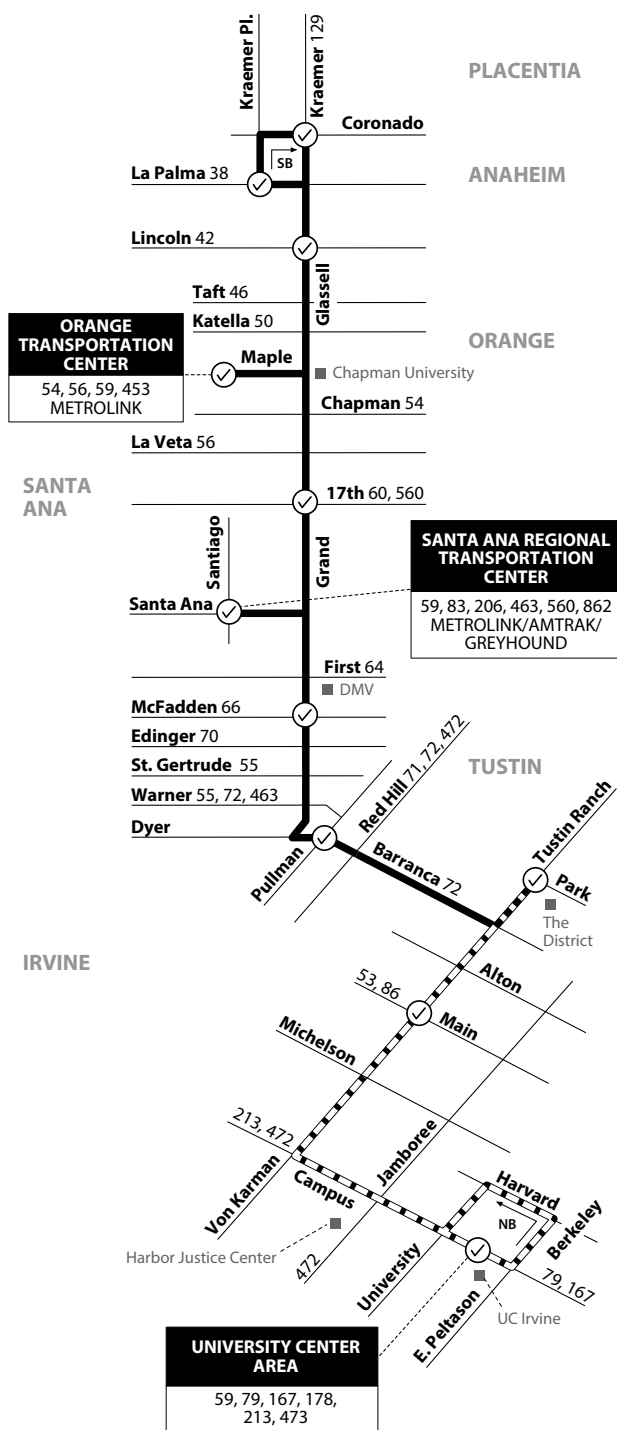 Kraemer Pl.
Kraemer 129
PLACENTIA
Coronado
SB
La Palma 38
ANAHEIM
Lincoln 42
Glassell
Taft 46
Katella 50
ORANGE
ORANGE
TRANSPORTATION
CENTER
54, 56, 59, 453
METROLINK
Maple
Chapman University
Chapman 54
La Veta 56
SANTA
ANA
17th 60, 560
Santiago
Grand
SANTA ANA REGIONAL
TRANSPORTATION
CENTER
59, 83, 206, 463, 560, 862
METROLINK/AMTRAK/
GREYHOUND
Santa Ana
First 64
DMV
McFadden 66
Edinger 70
St. Gertrude 55
Warner 55, 72, 463
Dyer
Pullman
Red Hill 71, 72, 472
TUSTIN
Barranca 72
Tustin Ranch
Park
The
District
IRVINE
Alton
53, 86
Main
Michelson
213, 472
Von Karman
Campus
Jamboree
Harvard
NB
Berkeley
Harbor Justice Center
472
University
79, 167
E. Peltason
UC Irvine
UNIVERSITY CENTER
AREA
59, 79, 167, 178,
213, 473